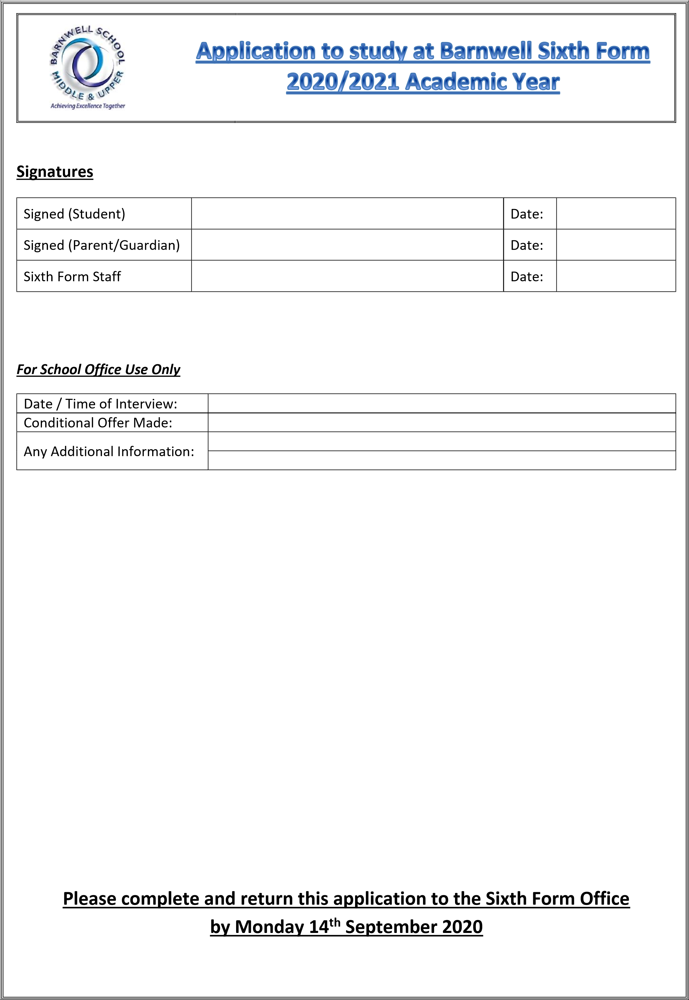 BARNWELL SCHOOL
MIDDLE & UPPER
Achieving Excellence Together
Application to study at Barnwell Sixth Form
2020/2021 Academic Year
Signatures
Signed (Student) Date:
Signed (Parent/Guardian) Date:
Sixth Form Staff Date:
For School Office Use Only
Date / Time of Interview:
Conditional Offer Made:
Any Additional Information:
Please complete and return this application to the Sixth Form Office
by Monday 14th September 2020